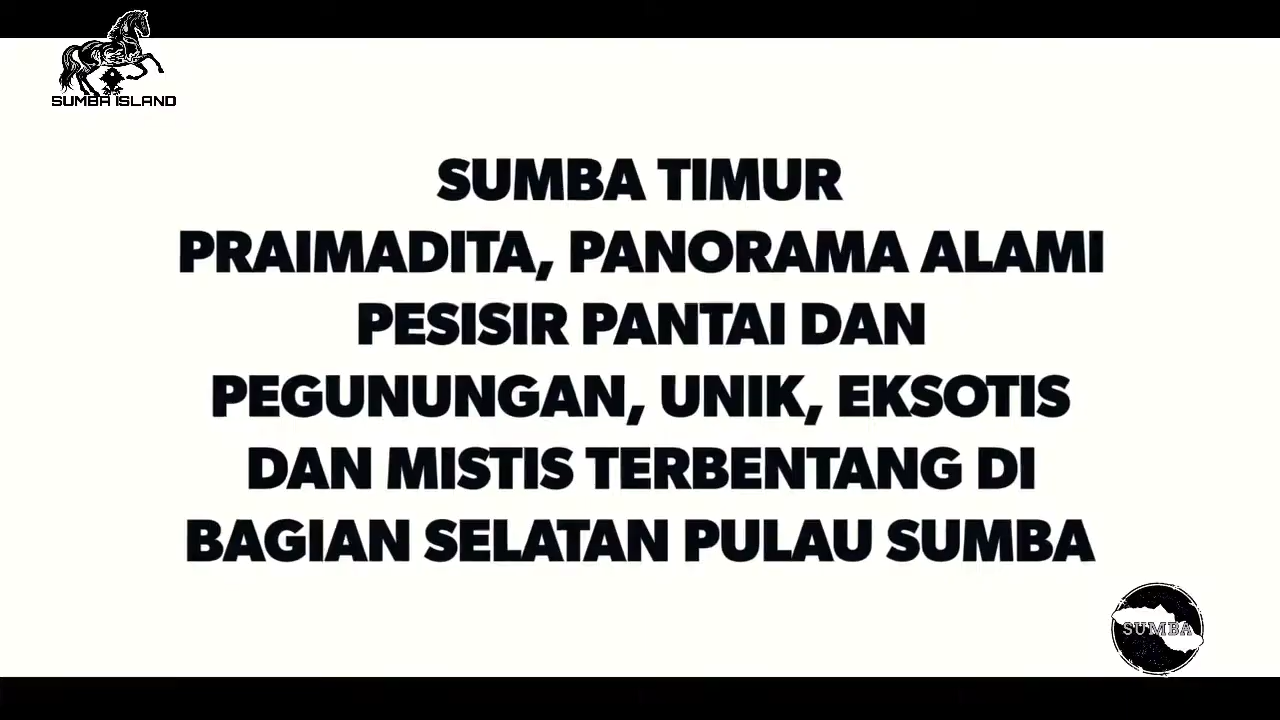 SUMBA ISLAND
SUMBA TIMUR
PRAIMADITA, PANORAMA ALAMI
PESISIR PANTAI DAN
PEGUNUNGAN, UNIK, EKSOTIS
DAN MISTIS TERBENTANG DI
BAGIAN SELATAN PULAU SUMBA
SUMBA